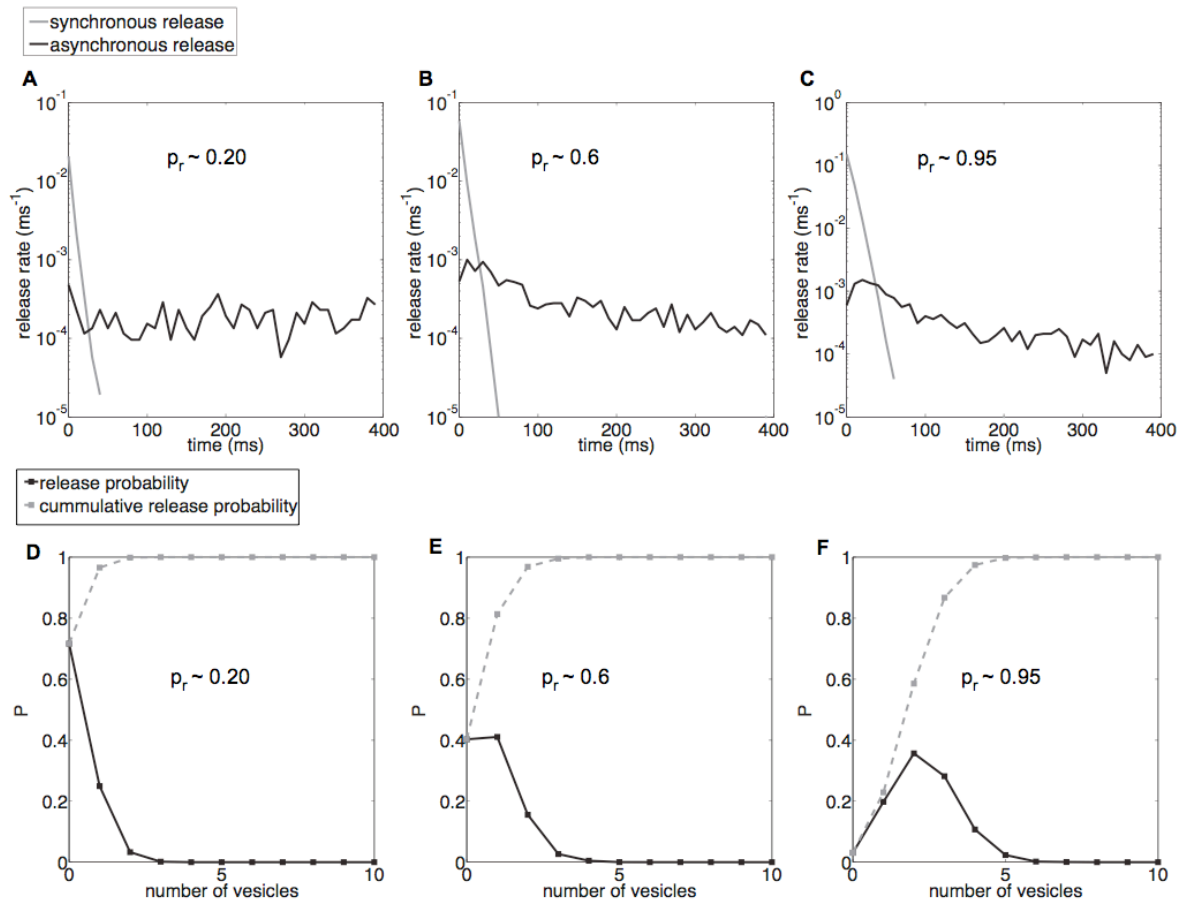 synchronous release
asynchronous release
A
B
C
10^-1
10^-2
10^-3
10^-4
10^-5
release rate (ms^-1)
p_r ~ 0.20
0 100 200 300 400
time (ms)
10^-1
10^-2
10^-3
10^-4
10^-5
release rate (ms^-1)
p_r ~ 0.6
0 100 200 300 400
time (ms)
10^0
10^-1
10^-2
10^-3
10^-4
10^-5
release rate (ms^-1)
p_r ~ 0.95
0 100 200 300 400
time (ms)
release probability
cummulative release probability
D
E
F
1
0.8
0.6
0.4
0.2
0
P
p_r ~ 0.20
0 5 10
number of vesicles
1
0.8
0.6
0.4
0.2
0
P
p_r ~ 0.6
0 5 10
number of vesicles
1
0.8
0.6
0.4
0.2
0
P
p_r ~ 0.95
0 5 10
number of vesicles